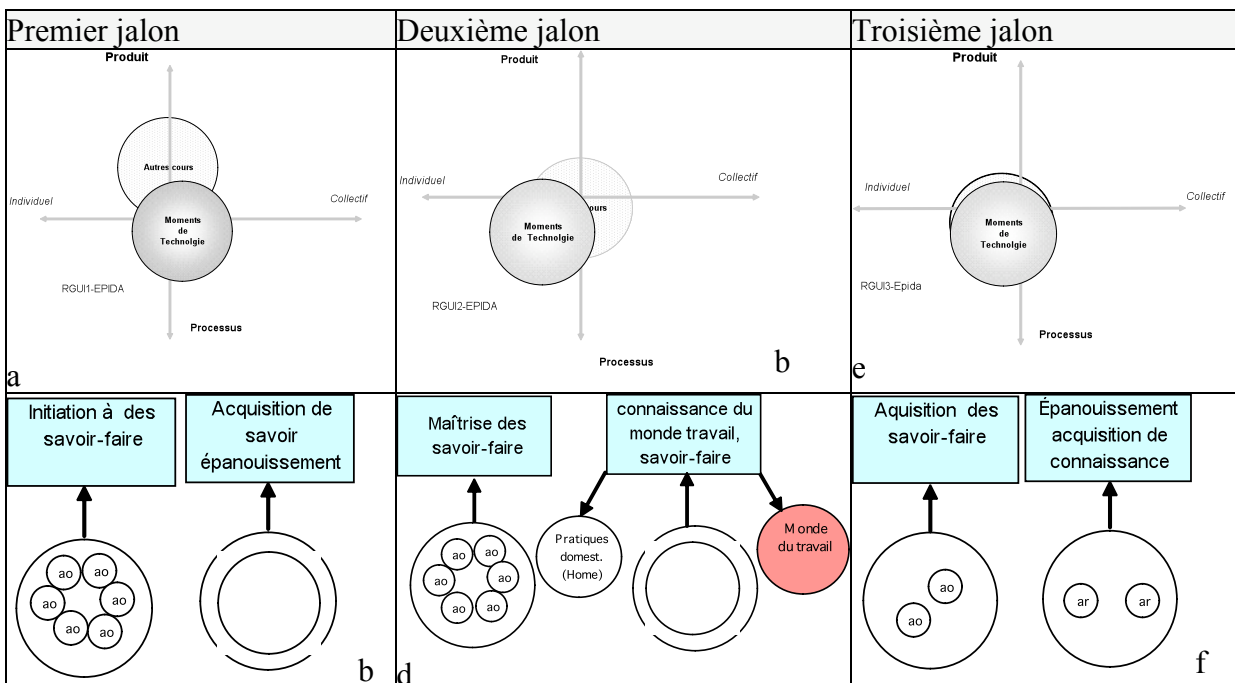 Premier jalon
Deuxième jalon
Troisième jalon
Produit
Autres cours
Individuel
Collectif
Moments
de
Technolgie
RGUI1-EPIDA
Processus
a
Produit
Individuel
Collectif
ours
Moments
de Technolgie
RGUI2-EPIDA
Processus
b
Produit
Individuel
Collectif
Moments
de
Technolgie
RGUI3-Epida
Processus
e
Initiation à des
savoir-faire
Acquisition de
savoir
épanouissement
ao
ao
ao
ao
ao
ao
b
Maîtrise des
savoir-faire
connaissance du
monde travail,
savoir-faire
ao
ao
ao
ao
ao
ao
Pratiques
domest.
(Home)
Monde
du travail
d
Aquisition des
savoir-faire
Épanouissement
acquisition de
connaissance
ao
ao
ar
ar
f